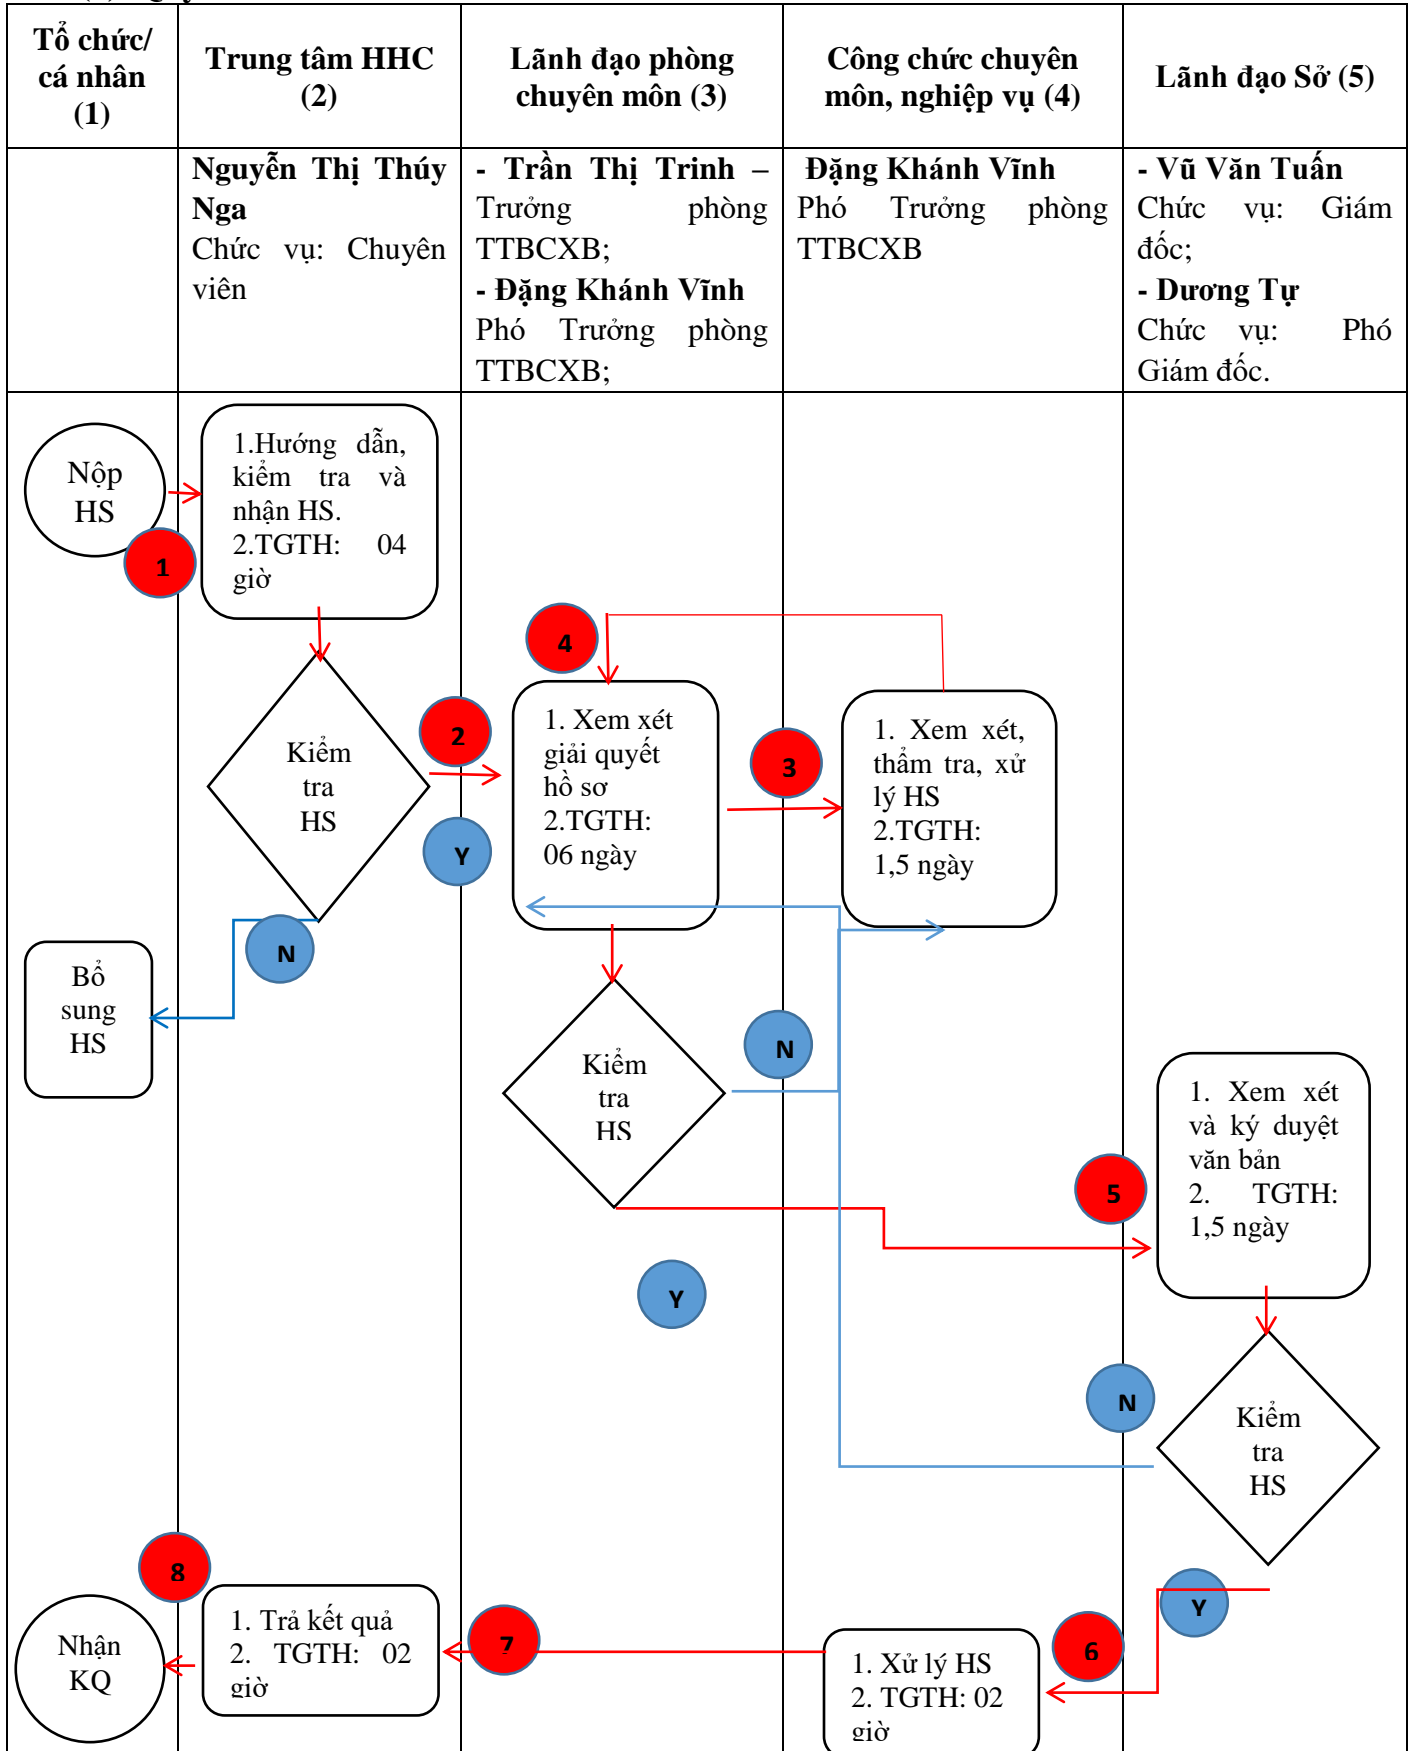 Tổ chức/
cá nhân
(1)
Trung tâm HHC
(2)
Lãnh đạo phòng
chuyên môn (3)
Công chức chuyên
môn, nghiệp vụ (4)
Lãnh đạo Sở (5)
Nguyễn Thị Thúy
Nga
Chức vụ: Chuyên
viên
- Trần Thị Trinh –
Trưởng phòng
TTBCXB;
- Đặng Khánh Vĩnh
Phó Trưởng phòng
TTBCXB;
Đặng Khánh Vĩnh
Phó Trưởng phòng
TTBCXB
- Vũ Văn Tuấn
Chức vụ: Giám
đốc;
- Dương Tự
Chức vụ: Phó
Giám đốc.
Nộp
HS
1
1.Hướng dẫn,
kiểm tra và
nhận HS.
2.TGTH: 04
giờ
Kiểm
tra
HS
2
Y
N
Bổ
sung
HS
4
1. Xem xét
giải quyết
hồ sơ
2.TGTH:
06 ngày
3
1. Xem xét,
thẩm tra, xử
lý HS
2.TGTH:
1,5 ngày
Kiểm
tra
HS
N
Y
5
1. Xem xét
và ký duyệt
văn bản
2. TGTH:
1,5 ngày
N
Kiểm
tra
HS
Y
6
1. Xử lý HS
2. TGTH: 02
giờ
7
1. Trả kết quả
2. TGTH: 02
giờ
8
Nhận
KQ